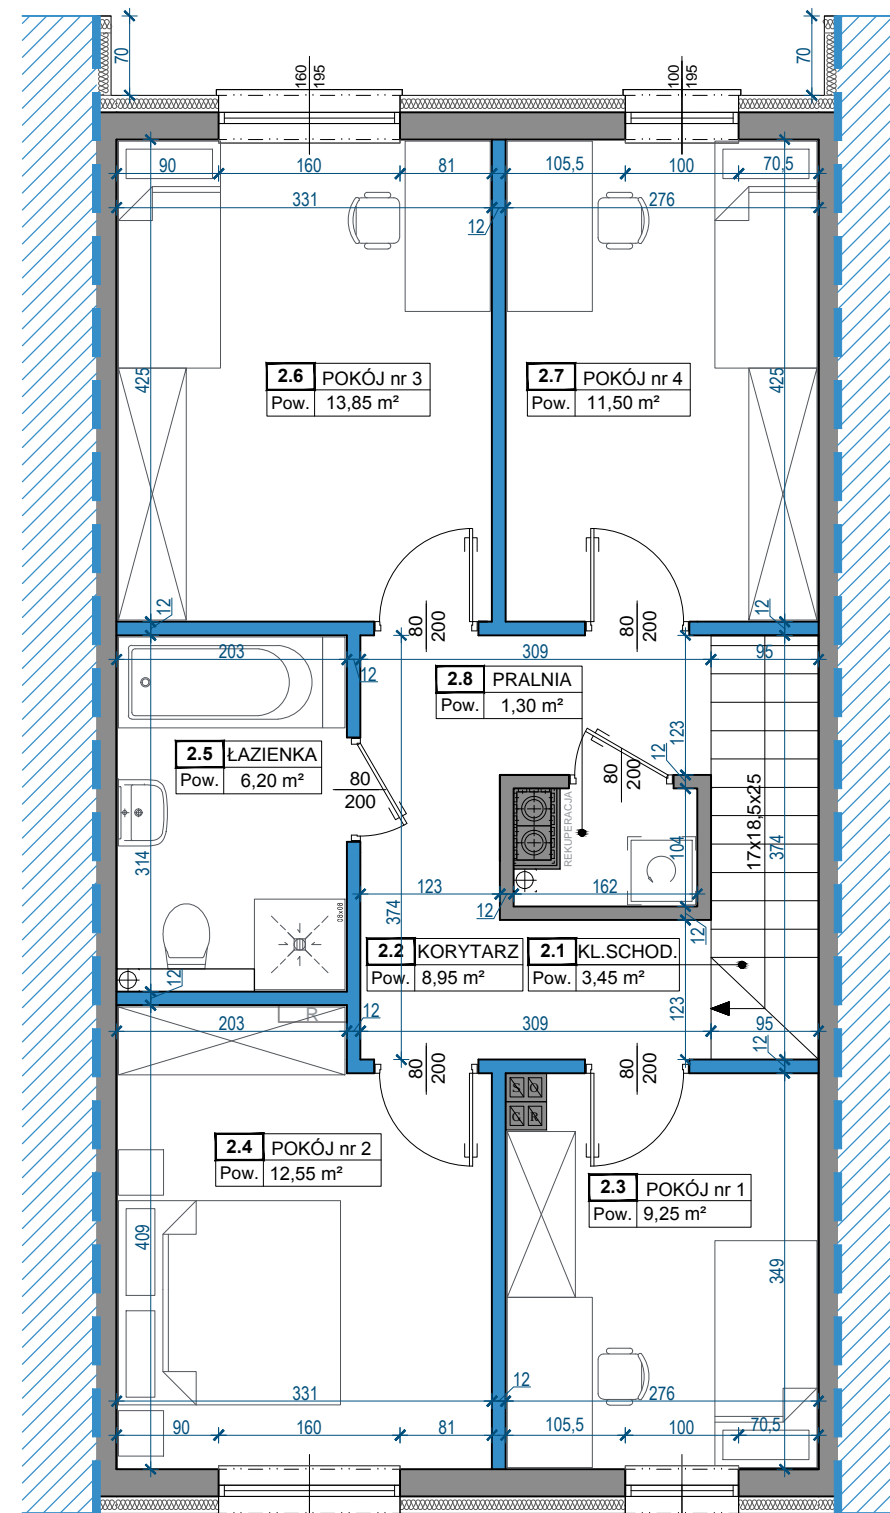 70
70
160
195
100
195
90
160
81
105,5
100
70,5
331
276
12
2.6 POKÓJ nr 3
Pow. 13,85 m²
2.7 POKÓJ nr 4
Pow. 11,50 m²
425
425
12
12
80
200
80
200
203
12
309
95
2.8 PRALNIA
Pow. 1,30 m²
2.5 ŁAZIENKA
Pow. 6,20 m²
80
200
80
200
12
123
REKUPERACJA
17x18,5x25
374
104
314
123
162
12
374
12
80x80
2.2 KORYTARZ
Pow. 8,95 m²
2.1 KL.SCHOD.
Pow. 3,45 m²
12
R
203
12
309
123
95
12
80
200
80
200
S O
G R
2.4 POKÓJ nr 2
Pow. 12,55 m²
2.3 POKÓJ nr 1
Pow. 9,25 m²
409
349
12
331
276
90
160
81
105,5
100
70,5